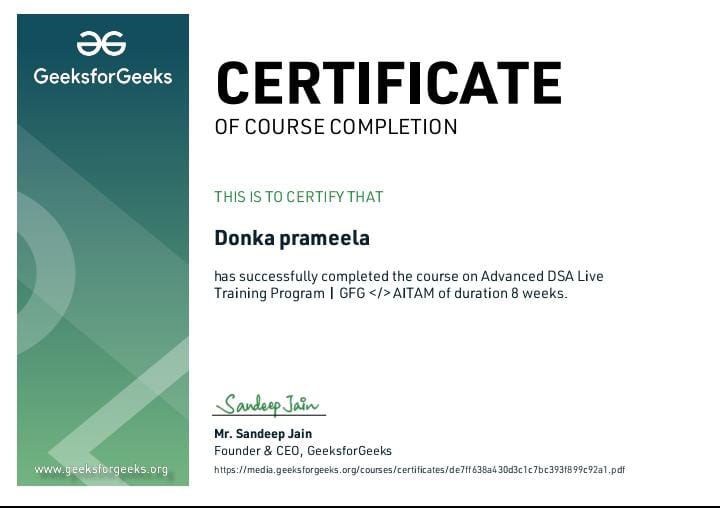 GeeksforGeeks
CERTIFICATE
OF COURSE COMPLETION
THIS IS TO CERTIFY THAT
Donka prameela
has successfully completed the course on Advanced DSA Live
Training Program | GFG </> AITAM of duration 8 weeks.
Sandeep Jain
Mr. Sandeep Jain
Founder & CEO, GeeksforGeeks
https://media.geeksforgeeks.org/courses/certificates/de7ff638a430d3c1c7bc393f899c92a1.pdf
www.geeksforgeeks.org